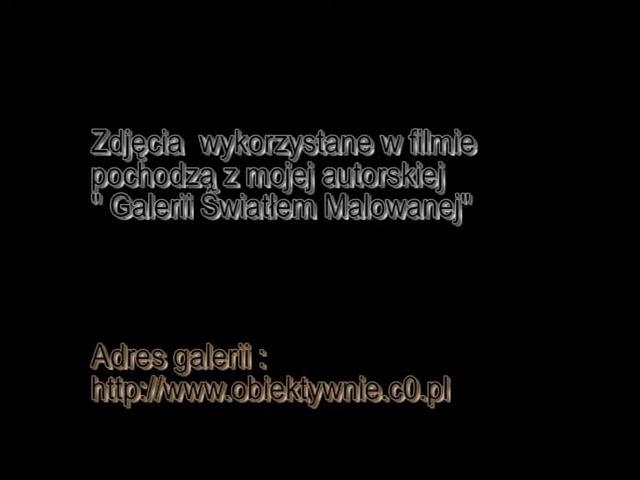 Zdjęcia  wykorzystane w filmie
pochodzą z mojej autorskiej
" Galerii Światłem Malowanej"
Adres galerii :
http://www.obiektywnie.c0.pl